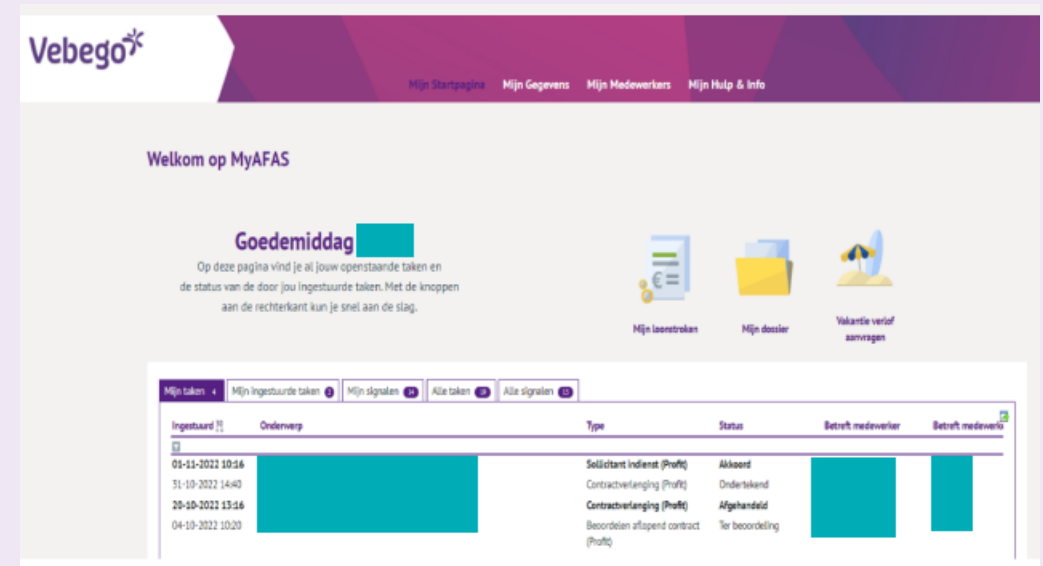 Vebego
Mijn Startpagina Mijn Gegevens Mijn Medewerkers Mijn Hulp & Info
Welkom op MyAFAS
Goedemiddag
Op deze pagina vind je al jouw openstaande taken en
de status van de door jou ingestuurde taken. Met de knoppen
aan de rechterkant kun je snel aan de slag.
Mijn loonstroken
Mijn dossier
Vakantie verlof
aanvragen
Mijn taken 4 Mijn ingestuurde taken Mijn signalen Alle taken Alle signalen
Ingestuurd Onderwerp Type Status Betreft medewerker Betreft medewerke
01-11-2022 10:16 Sollicitant indienst (Profit) Akkoord
31-10-2022 14:40 Contractverlenging (Profit) Ondertekend
20-10-2022 13:16 Contractverlenging (Profit) Afgehandeld
04-10-2022 10:20 Beoordelen aflopend contract Ter beoordeling
(Profit)